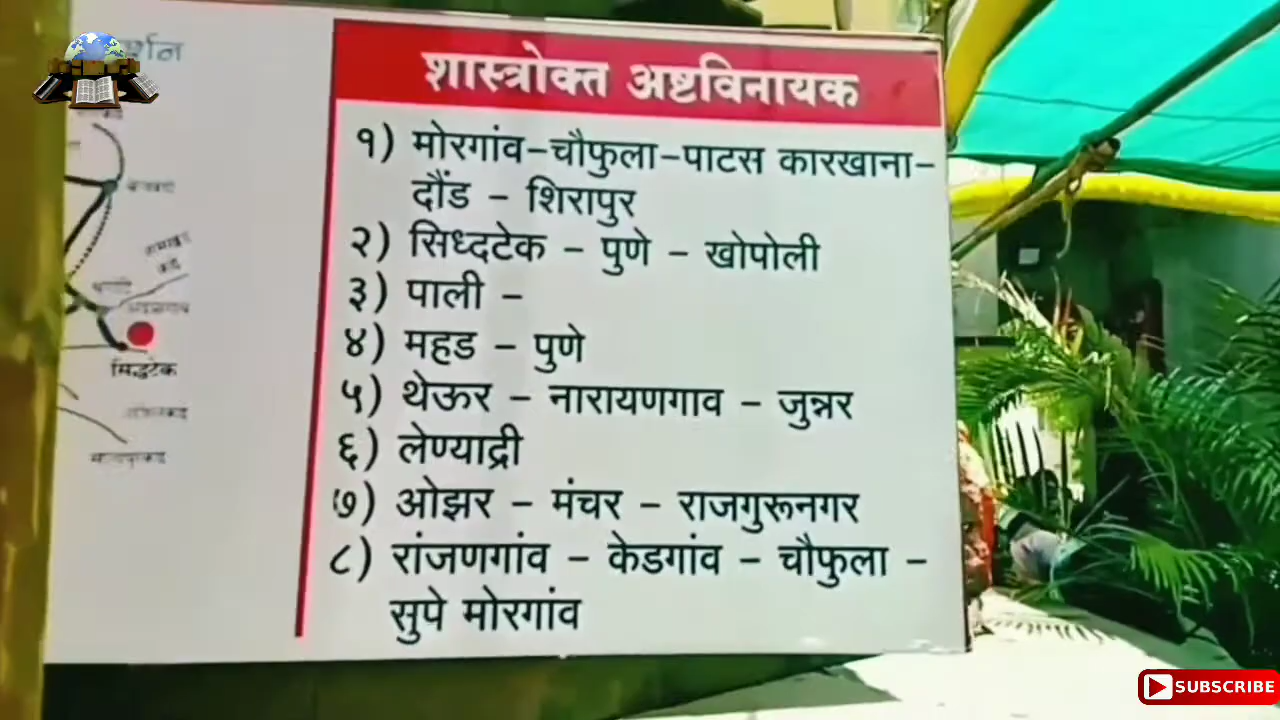 र्शन
शास्त्रोक्त अष्टविनायक
१) मोरगांव-चौफुला-पाटस कारखाना-
दौंड - शिरापुर
२) सिध्दटेक - पुणे - खोपोली
३) पाली -
४) महड - पुणे
५) थेऊर - नारायणगाव - जुन्नर
६) लेण्याद्री
७) ओझर - मंचर - राजगुरूनगर
८) रांजणगांव - केडगांव - चौफुला -
सुपे मोरगांव
सिद्धटेक
SUBSCRIBE